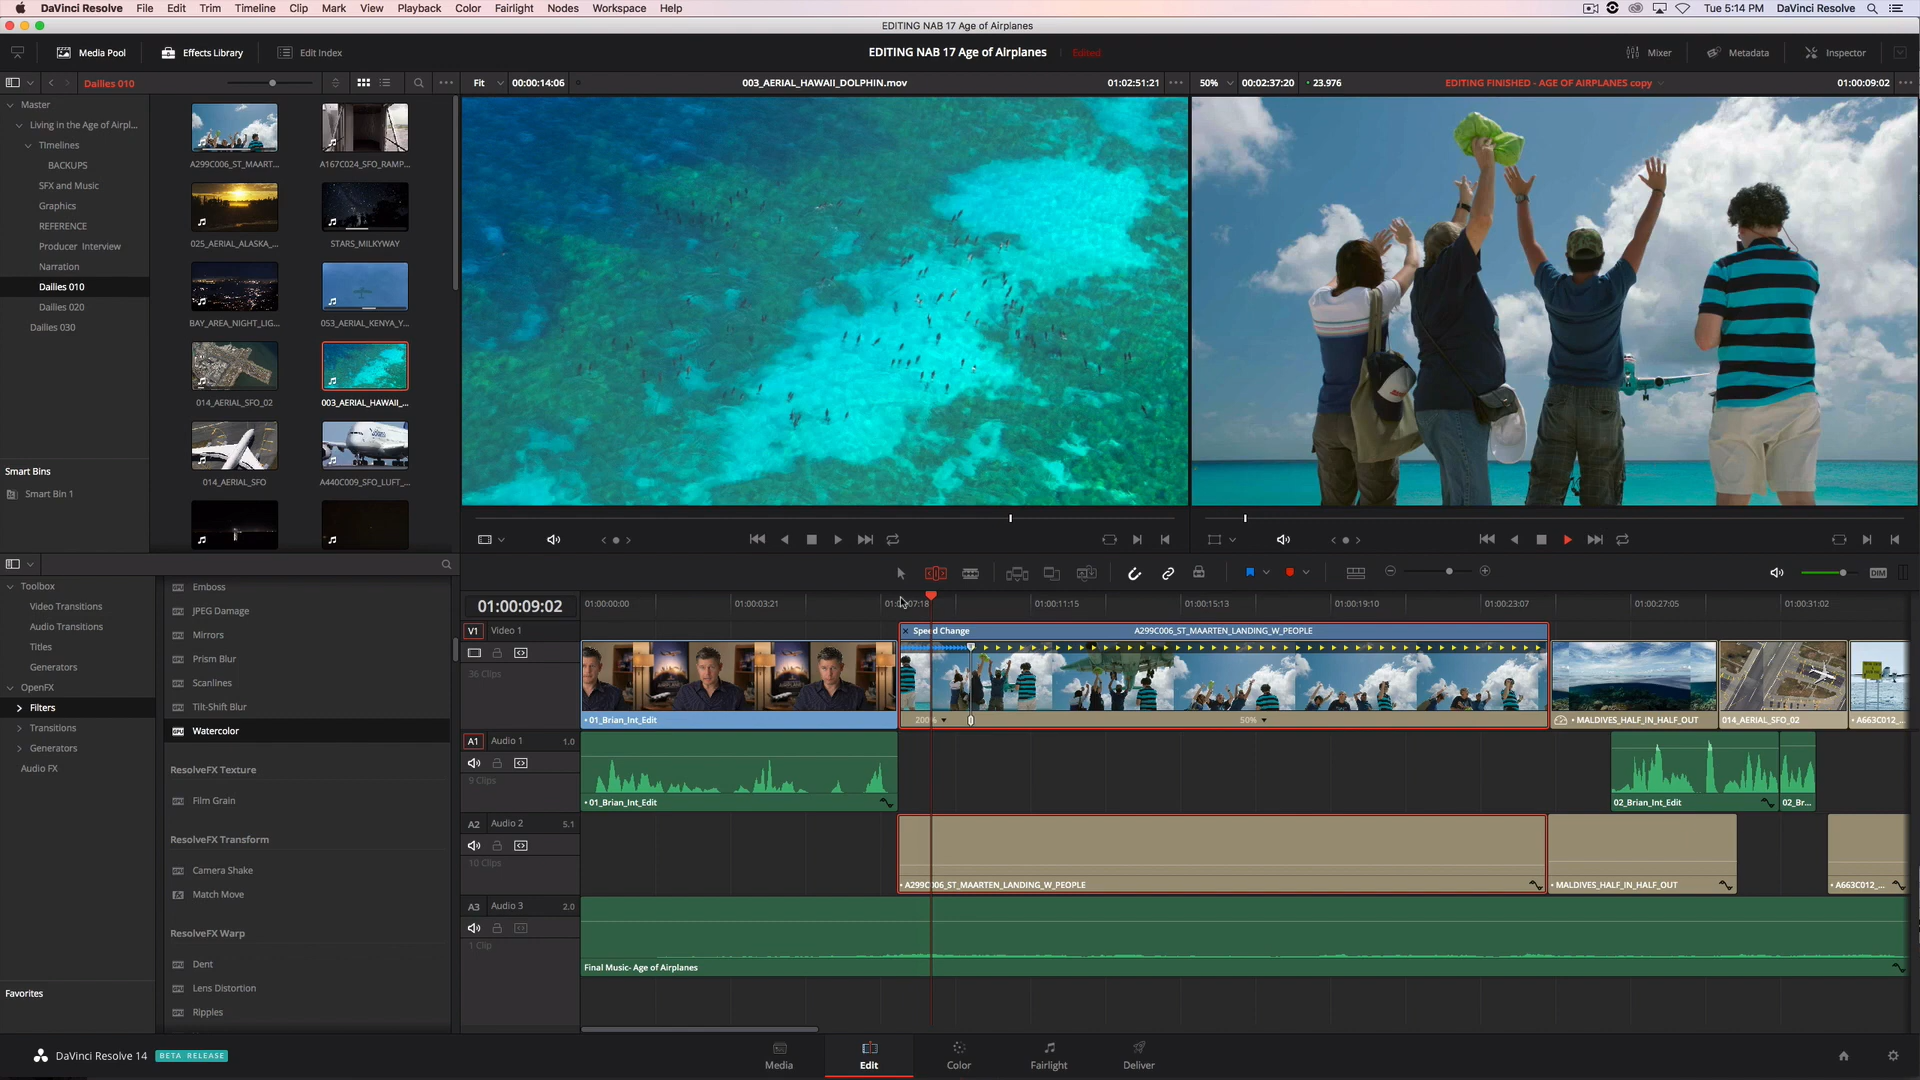 DaVinci Resolve File Edit Trim Timeline Clip Mark View Playback Color Fairlight Nodes Workspace Help Tue 5:14 PM DaVinci Resolve
EDITING NAB 17 Age of Airplanes
Media Pool Effects Library Edit Index EDITING NAB 17 Age of Airplanes Edited Mixer Metadata Inspector
Dailies 010 Fit 00:00:14:06 003_AERIAL_HAWAII_DOLPHIN.mov 01:02:51:21 50% 00:02:37:20 23.976 EDITING FINISHED - AGE OF AIRPLANES copy 01:00:09:02
Master
Living in the Age of Airpl...
TImelines
BACKUPS
SFX and Music
Graphics
REFERENCE
Producer Interview
Narration
Dailies 010
Dailies 020
Dailies 030
Smart Bins
Smart Bin 1
A299C006_ST_MAART... A167C024_SFO_RAMP...
025_AERIAL_ALASKA_... STARS_MILKYWAY
BAY_AREA_NIGHT_LIG... 053_AERIAL_KENYA_Y...
014_AERIAL_SFO_02 003_AERIAL_HAWAII_...
014_AERIAL_SFO A440C009_SFO_LUFT_...
Toolbox
Video Transitions
Audio Transitions
Titles
Generators
OpenFX
Filters
Transitions
Generators
Audio FX
Favorites
Emboss
JPEG Damage
Mirrors
Prism Blur
Scanlines
Tilt-Shift Blur
Watercolor
ResolveFX Texture
Film Grain
ResolveFX Transform
Camera Shake
Match Move
ResolveFX Warp
Dent
Lens Distortion
Ripples
DIM
01:00:09:02 01:00:00:00 01:00:03:21 01:00:11:15 01:00:15:13 01:00:19:10 01:00:23:07 01:00:27:05 01:00:31:02
V1 Video 1 Speed Change A299C006_ST_MAARTEN_LANDING_W_PEOPLE
36 Clips
01_Brian_Int_Edit 50% MALDIVES_HALF_IN_HALF_OUT 014_AERIAL_SFO_02 A663C012_...
A1 Audio 1 1.0
9 Clips
01_Brian_Int_Edit 02_Brian_Int_Edit 02_Br...
A2 Audio 2 5.1
10 Clips
A299C006_ST_MAARTEN_LANDING_W_PEOPLE MALDIVES_HALF_IN_HALF_OUT A663C012_...
A3 Audio 3 2.0
1 Clip
Final Music- Age of Airplanes
DaVinci Resolve 14 BETA RELEASE
Media Edit Color Fairlight Deliver